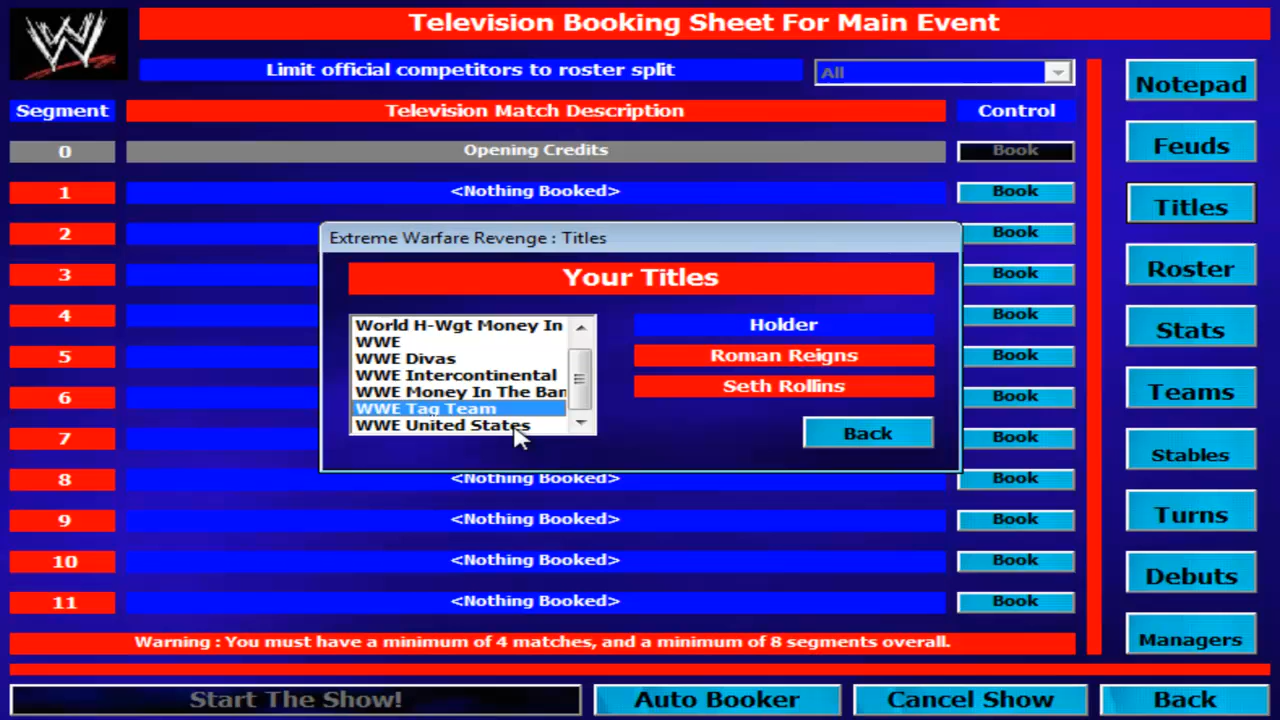 W
Television Booking Sheet For Main Event
Limit official competitors to roster split
All
Segment
Television Match Description
Control
0
Opening Credits
Book
1
<Nothing Booked>
Book
2
Book
3
Book
4
Book
5
Book
6
Book
7
Book
8
<Nothing Booked>
Book
9
<Nothing Booked>
Book
10
<Nothing Booked>
Book
11
<Nothing Booked>
Book
Extreme Warfare Revenge : Titles
Your Titles
World H-Wgt Money In
WWE
WWE Divas
WWE Intercontinental
WWE Money In The Ban
WWE Tag Team
WWE United States
Holder
Roman Reigns
Seth Rollins
Back
Warning : You must have a minimum of 4 matches, and a minimum of 8 segments overall.
Start The Show!
Auto Booker
Cancel Show
Back
Notepad
Feuds
Titles
Roster
Stats
Teams
Stables
Turns
Debuts
Managers